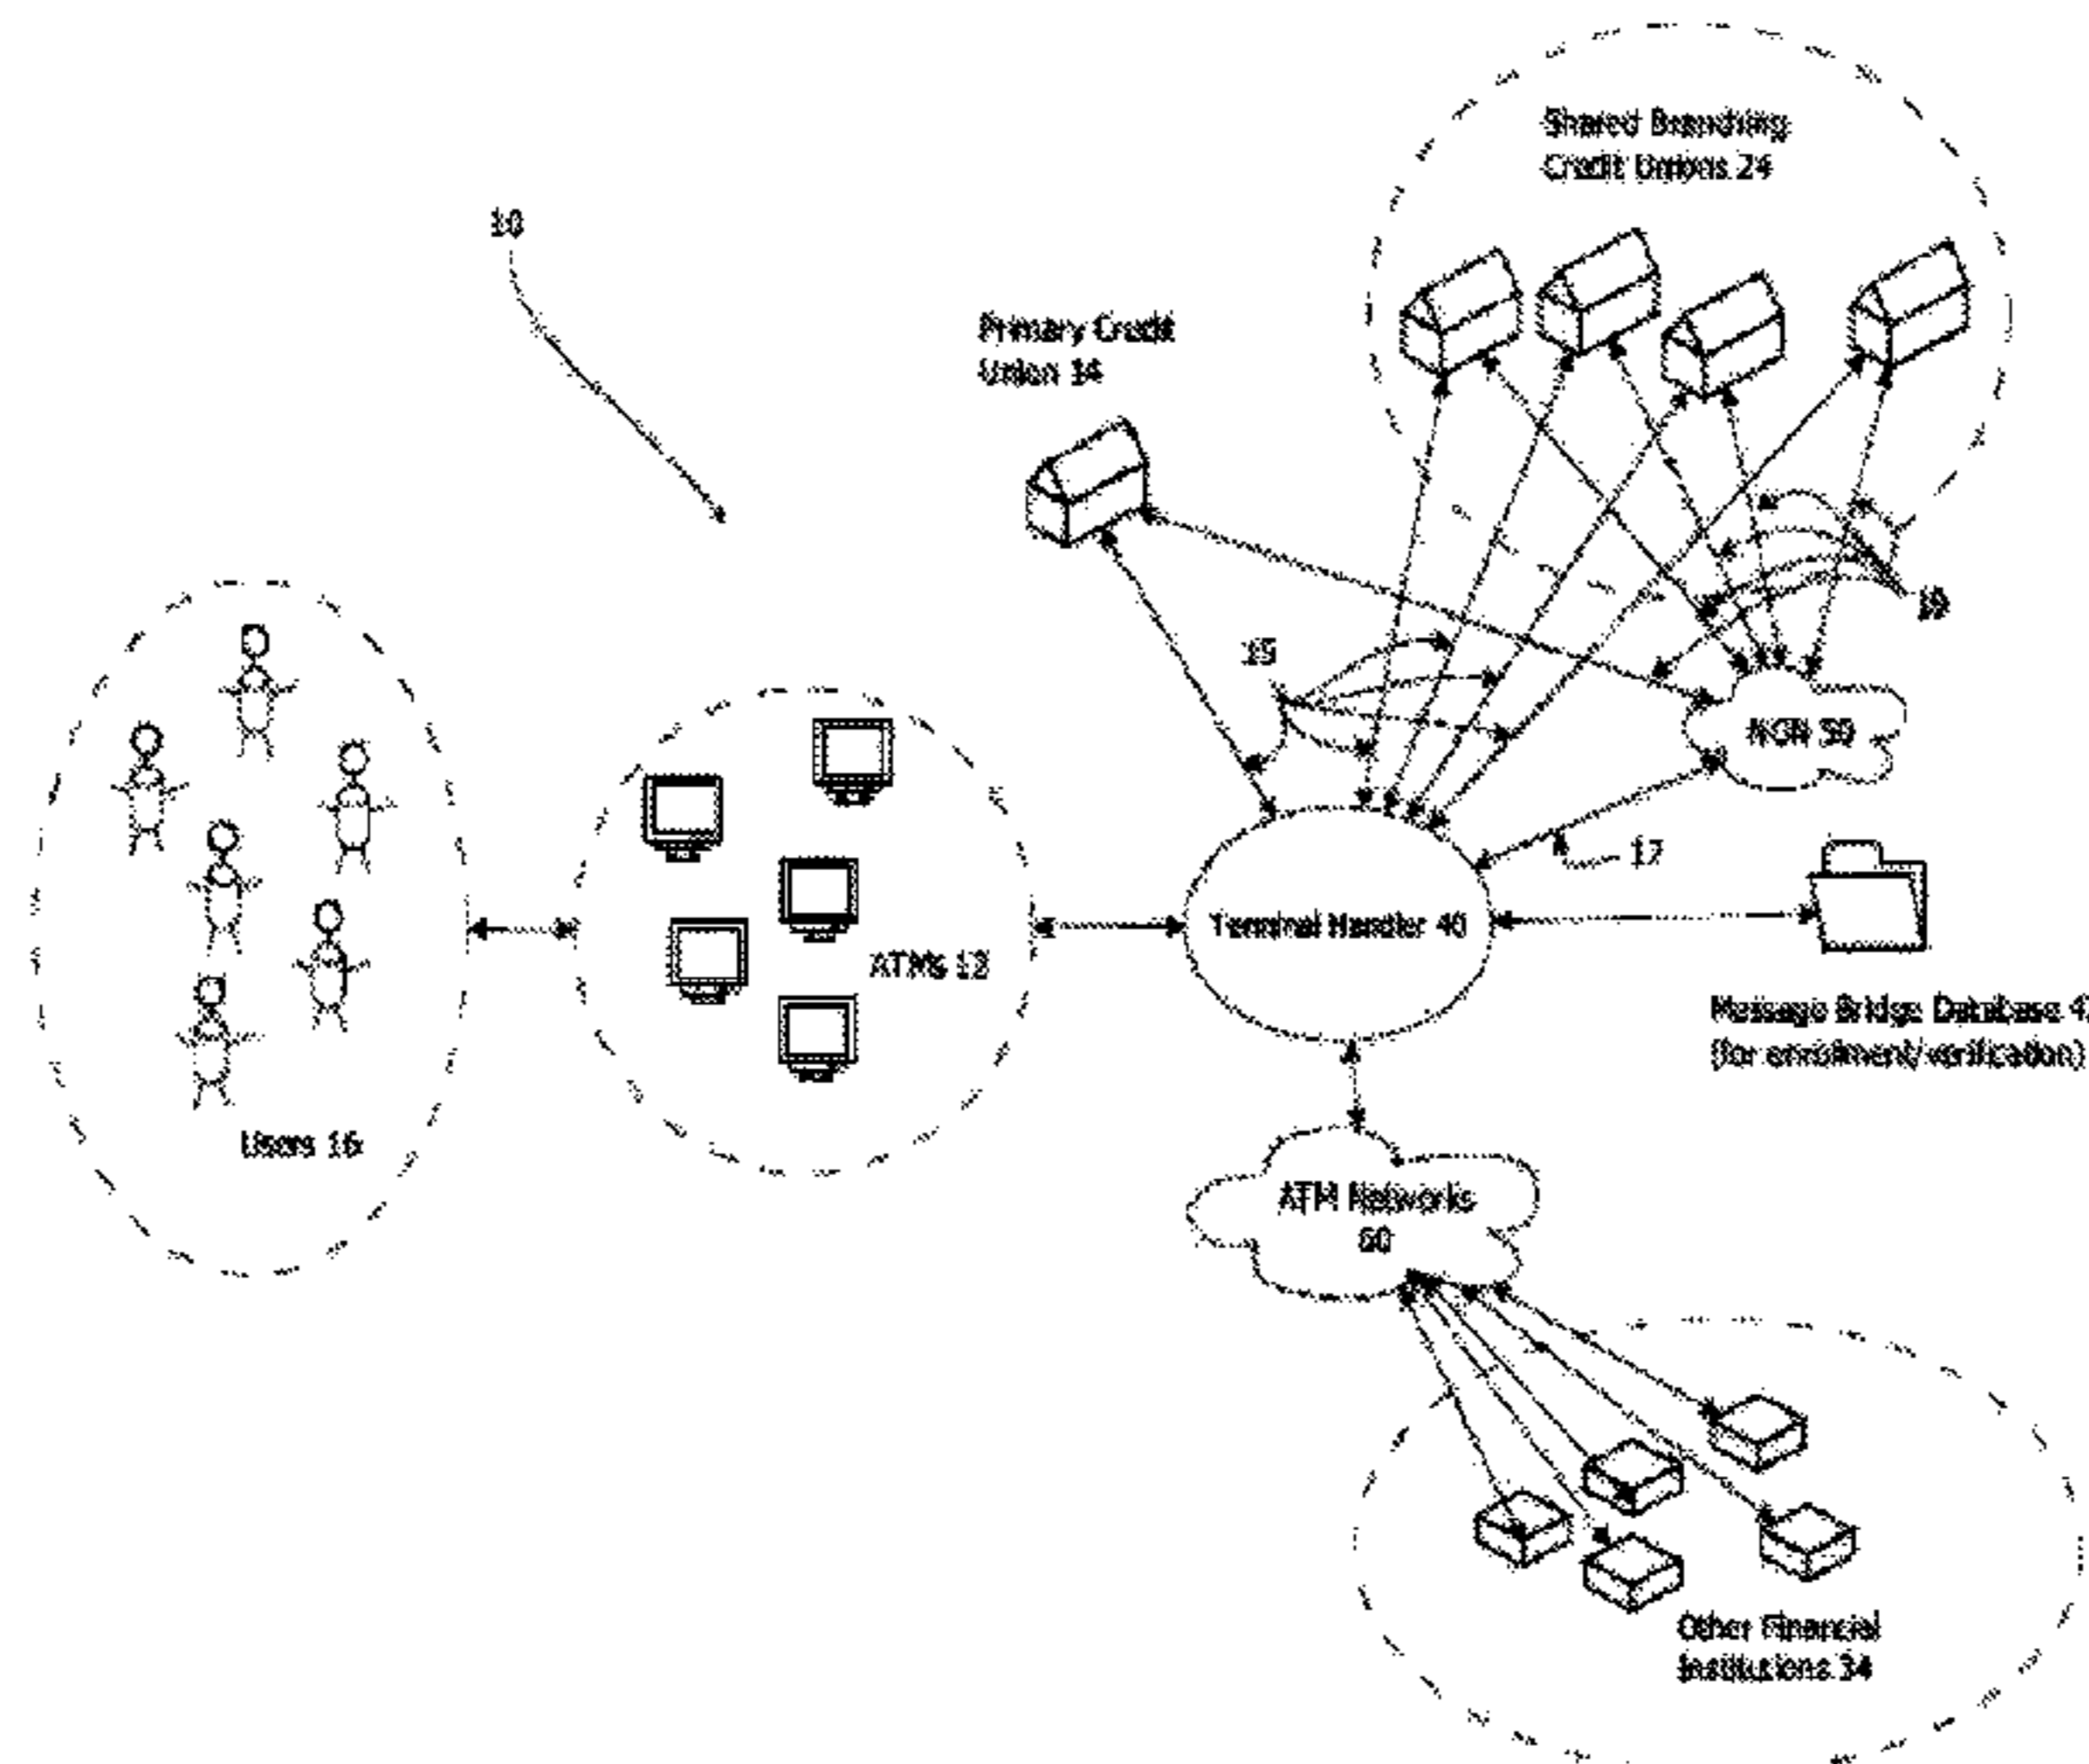 Shared Branching
Credit Unions 24
10
Primary Credit
Union 14
15
19
NGN 50
17
Terminal Handler 40
ATMs 12
Message Bridge Database 42
(for enrollment/verification)
Users 16
ATM Networks
60
Other Financial
Institutions 34